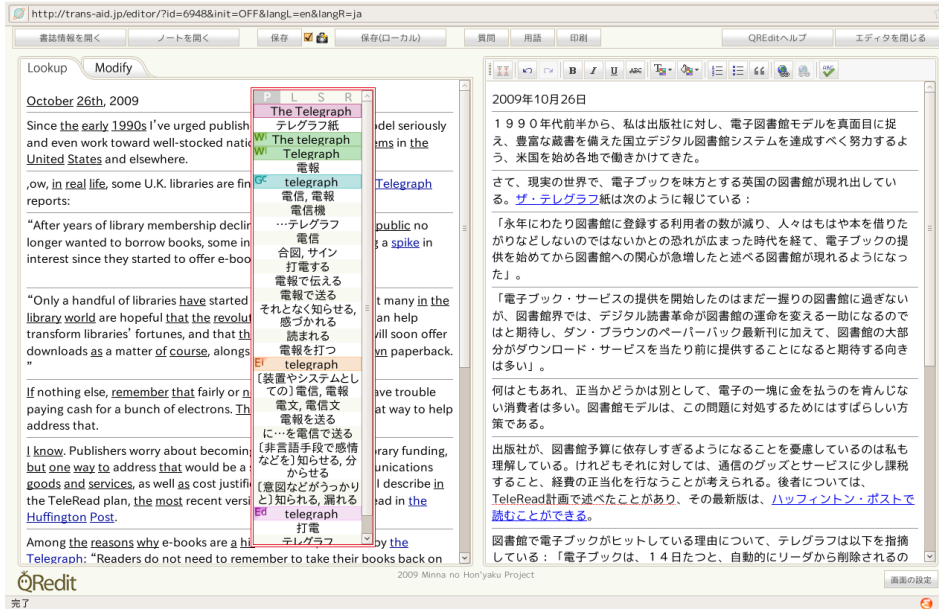 http://trans-aid.jp/editor/?id=6948&init=OFF&langL=en&langR=ja
書誌情報を開く ノートを開く 保存 保存(ローカル) 質問 用語 印刷 QREditヘルプ エディタを閉じる
Lookup Modify
October 26th, 2009
Since the early 1990s I've urged publish
del seriously
and even work toward well-stocked natio
ems in the
United States and elsewhere.
,ow, in real life, some U.K. libraries are fin
Telegraph
reports:
“After years of library membership declin
public no
longer wanted to borrow books, some in
g a spike in
interest since they started to offer e-boo
“Only a handful of libraries have started
t many in the
library world are hopeful that the revolut
an help
transform libraries' fortunes, and that th
vill soon offer
downloads as a matter of course, alongs
wn paperback.
”
If nothing else, remember that fairly or n
ave trouble
paying cash for a bunch of electrons. Th
at way to help
address that.
I know. Publishers worry about becoming
rary funding,
but one way to address that would be a s
unications
goods and services, as well as cost justifi
I describe in
the TeleRead plan, the most recent versi
ead in the
Huffington Post.
Among the reasons why e-books are a hi
by the
Telegraph: “Readers do not need to remember to take their books back on
P L S R
The Telegraph
テレグラフ紙
Wi The telegraph
Wi Telegraph
電報
GC telegraph
電信, 電報
電信機
…テレグラフ
電信
合図, サイン
打電する
電報で伝える
電報で送る
それとなく知らせる,
感づかれる
読まれる
電報を打つ
Ei telegraph
〔装置やシステムとし
ての〕電信, 電報
電文, 電信文
電報を送る
に…を電信で送る
〔非言語手段で感情
などを〕知らせる, 分
からせる
〔意図などがうっかり
と〕知られる, 漏れる
Ed telegraph
打電
テレグラフ
B I U ABC
2009年10月26日
1990年代前半から、私は出版社に対し、電子図書館モデルを真面目に捉
え、豊富な蔵書を備えた国立デジタル図書館システムを達成すべく努力するよ
う、米国を始め各地で働きかけてきた。
さて、現実の世界で、電子ブックを味方とする英国の図書館が現れ出してい
る。ザ・テレグラフ紙は次のように報じている：
「永年にわたり図書館に登録する利用者の数が減り、人々はもはや本を借りた
がりなどしないのではないかとの恐れが広まった時代を経て、電子ブックの提
供を始めてから図書館への関心が急増したと述べる図書館が現れるようになっ
た」。
「電子ブック・サービスの提供を開始したのはまだ一握りの図書館に過ぎない
が、図書館界では、デジタル読書革命が図書館の運命を変える一助になるので
はと期待し、ダン・ブラウンのペーパーバック最新刊に加えて、図書館の大部
分がダウンロード・サービスを当たり前に提供することになると期待する向き
は多い」。
何はともあれ、正当かどうかは別として、電子の一塊に金を払うのを肯んじな
い消費者は多い。図書館モデルは、この問題に対処するためにはすばらしい方
策である。
出版社が、図書館予算に依存しすぎるようになることを憂慮しているのは私も
理解している。けれどもそれに対しては、通信のグッズとサービスに少し課税
すること、経費の正当化を行なうことが考えられる。後者については、
TeleRead計画で述べたことがあり、その最新版は、ハッフィントン・ポストで
読むことができる。
図書館で電子ブックがヒットしている理由について、テレグラフは以下を指摘
している：「電子ブックは、14日たつと、自動的にリーダから削除されるの
QRedit
2009 Minna no Hon'yaku Project
画面の設定
完了